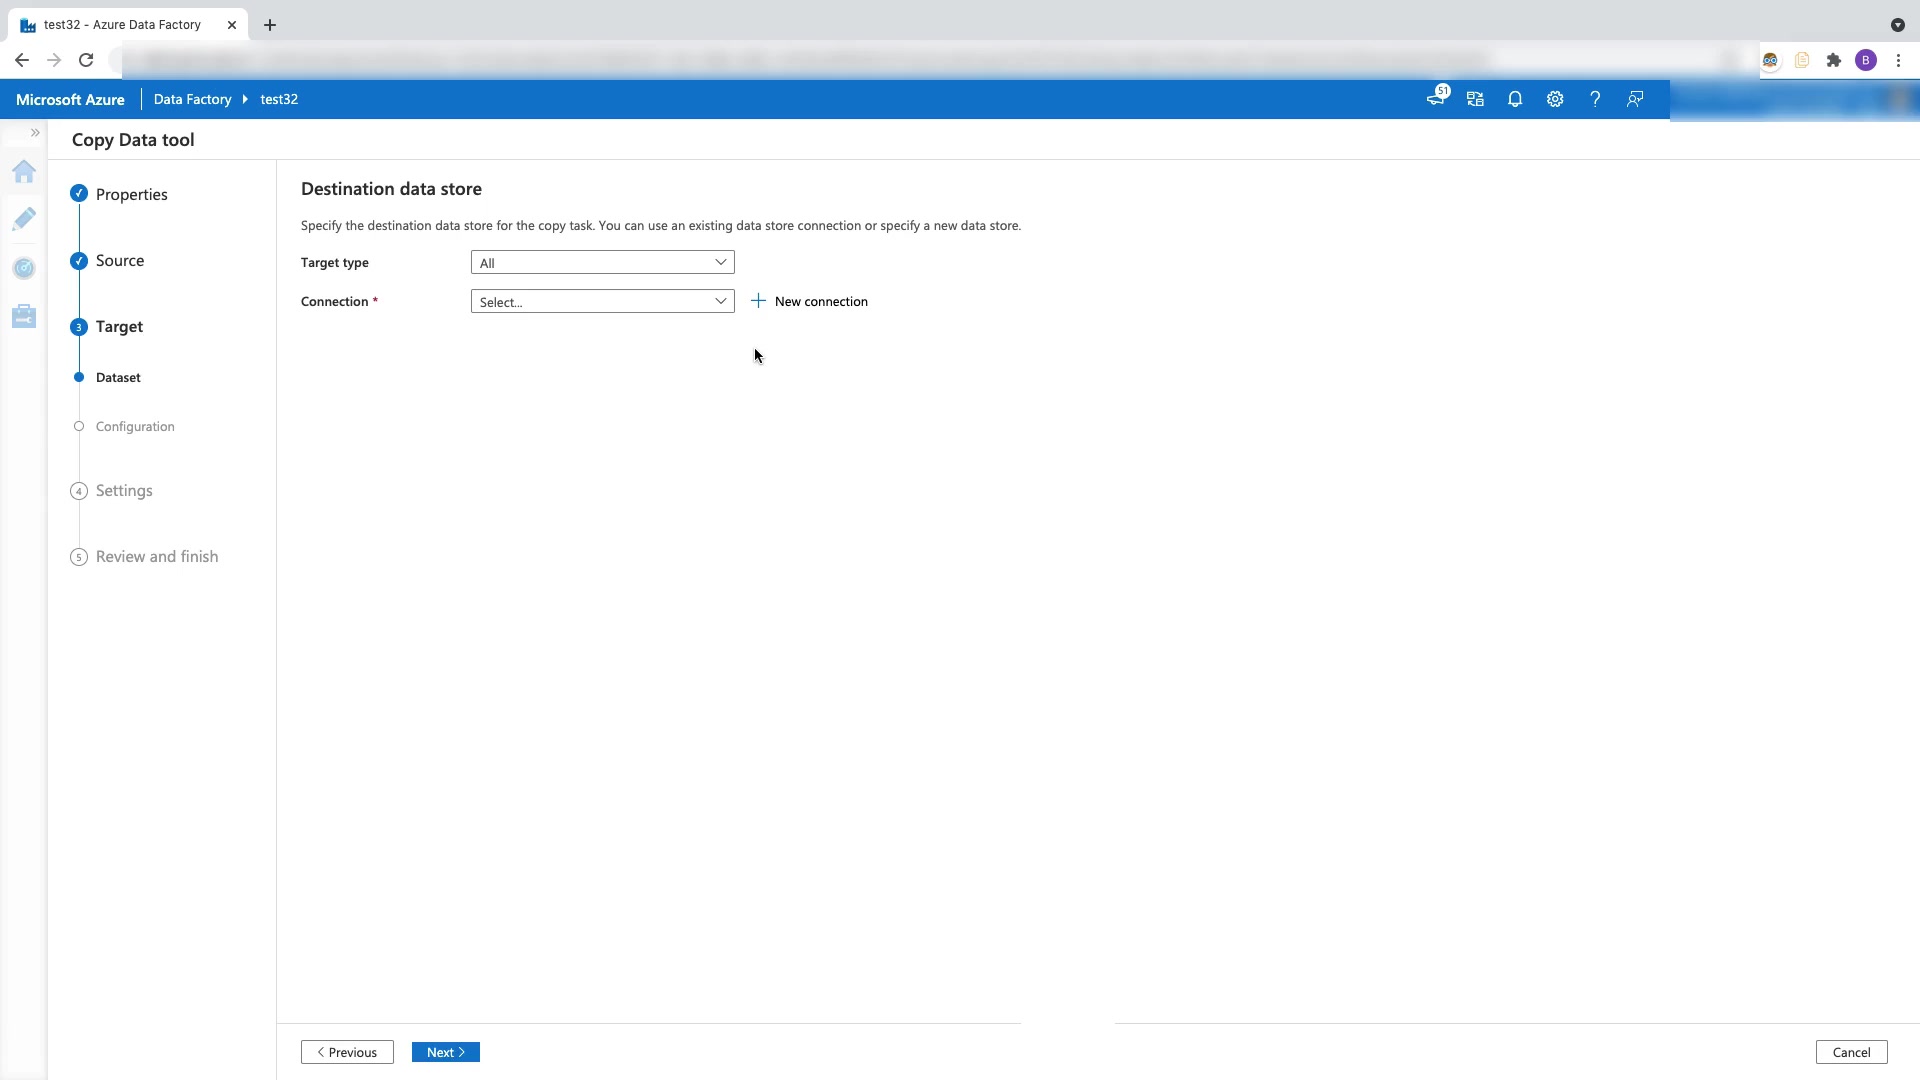 test32 - Azure Data Factory
B
Microsoft Azure
Data Factory
test32
51
Copy Data tool
Properties
Source
3 Target
Dataset
Configuration
4 Settings
5 Review and finish
Destination data store
Specify the destination data store for the copy task. You can use an existing data store connection or specify a new data store.
Target type
All
Connection *
Select...
New connection
Previous
Next
Cancel